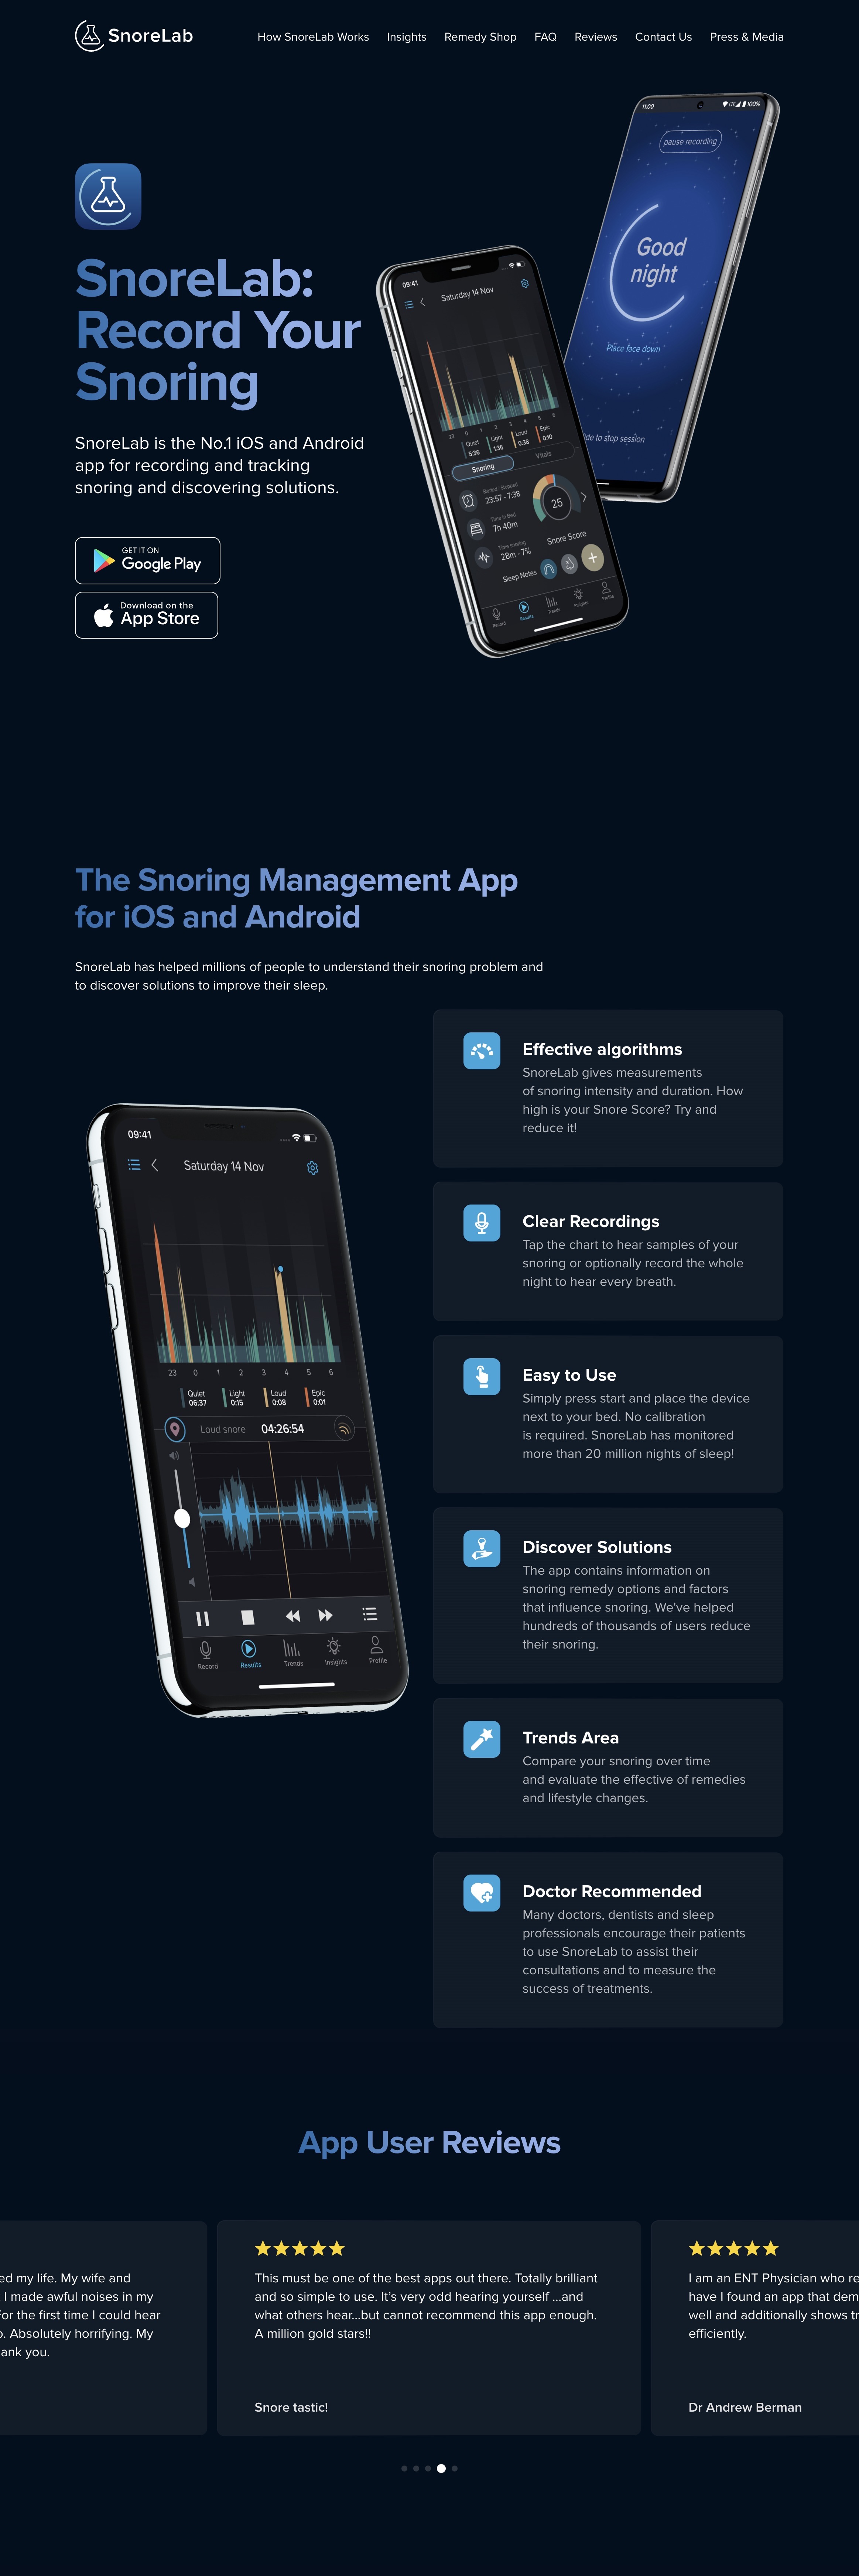 SnoreLab
How SnoreLab Works
Insights
Remedy Shop
FAQ
Reviews
Contact Us
Press & Media
SnoreLab:
Record Your
Snoring
SnoreLab is the No.1 iOS and Android
app for recording and tracking
snoring and discovering solutions.
GET IT ON
Google Play
Download on the
App Store
11:00
LTE
100%
pause recording
Good
night
Place face down
de to stop session
09:41
Saturday 14 Nov
23 0 1 2 3 4 5 6
Quiet
5:36
Light
1:36
Loud
0:38
Epic
0:10
Snoring
Vitals
Started / Stopped
23:57 - 7:38
Time in Bed
7h 40m
Time snoring
28m - 7%
25
Snore Score
Sleep Notes
Record
Results
Trends
Insights
Profile
The Snoring Management App
for iOS and Android
SnoreLab has helped millions of people to understand their snoring problem and
to discover solutions to improve their sleep.
09:41
Saturday 14 Nov
23 0 1 2 3 4 5 6
Quiet
06:37
Light
0:15
Loud
0:08
Epic
0:01
Loud snore
04:26:54
Record
Results
Trends
Insights
Profile
Effective algorithms
SnoreLab gives measurements
of snoring intensity and duration. How
high is your Snore Score? Try and
reduce it!
Clear Recordings
Tap the chart to hear samples of your
snoring or optionally record the whole
night to hear every breath.
Easy to Use
Simply press start and place the device
next to your bed. No calibration
is required. SnoreLab has monitored
more than 20 million nights of sleep!
Discover Solutions
The app contains information on
snoring remedy options and factors
that influence snoring. We've helped
hundreds of thousands of users reduce
their snoring.
Trends Area
Compare your snoring over time
and evaluate the effective of remedies
and lifestyle changes.
Doctor Recommended
Many doctors, dentists and sleep
professionals encourage their patients
to use SnoreLab to assist their
consultations and to measure the
success of treatments.
App User Reviews
ed my life. My wife and
I made awful noises in my
For the first time I could hear
. Absolutely horrifying. My
ank you.
This must be one of the best apps out there. Totally brilliant
and so simple to use. It's very odd hearing yourself ...and
what others hear...but cannot recommend this app enough.
A million gold stars!!
Snore tastic!
I am an ENT Physician who re
have I found an app that dem
well and additionally shows tr
efficiently.
Dr Andrew Berman